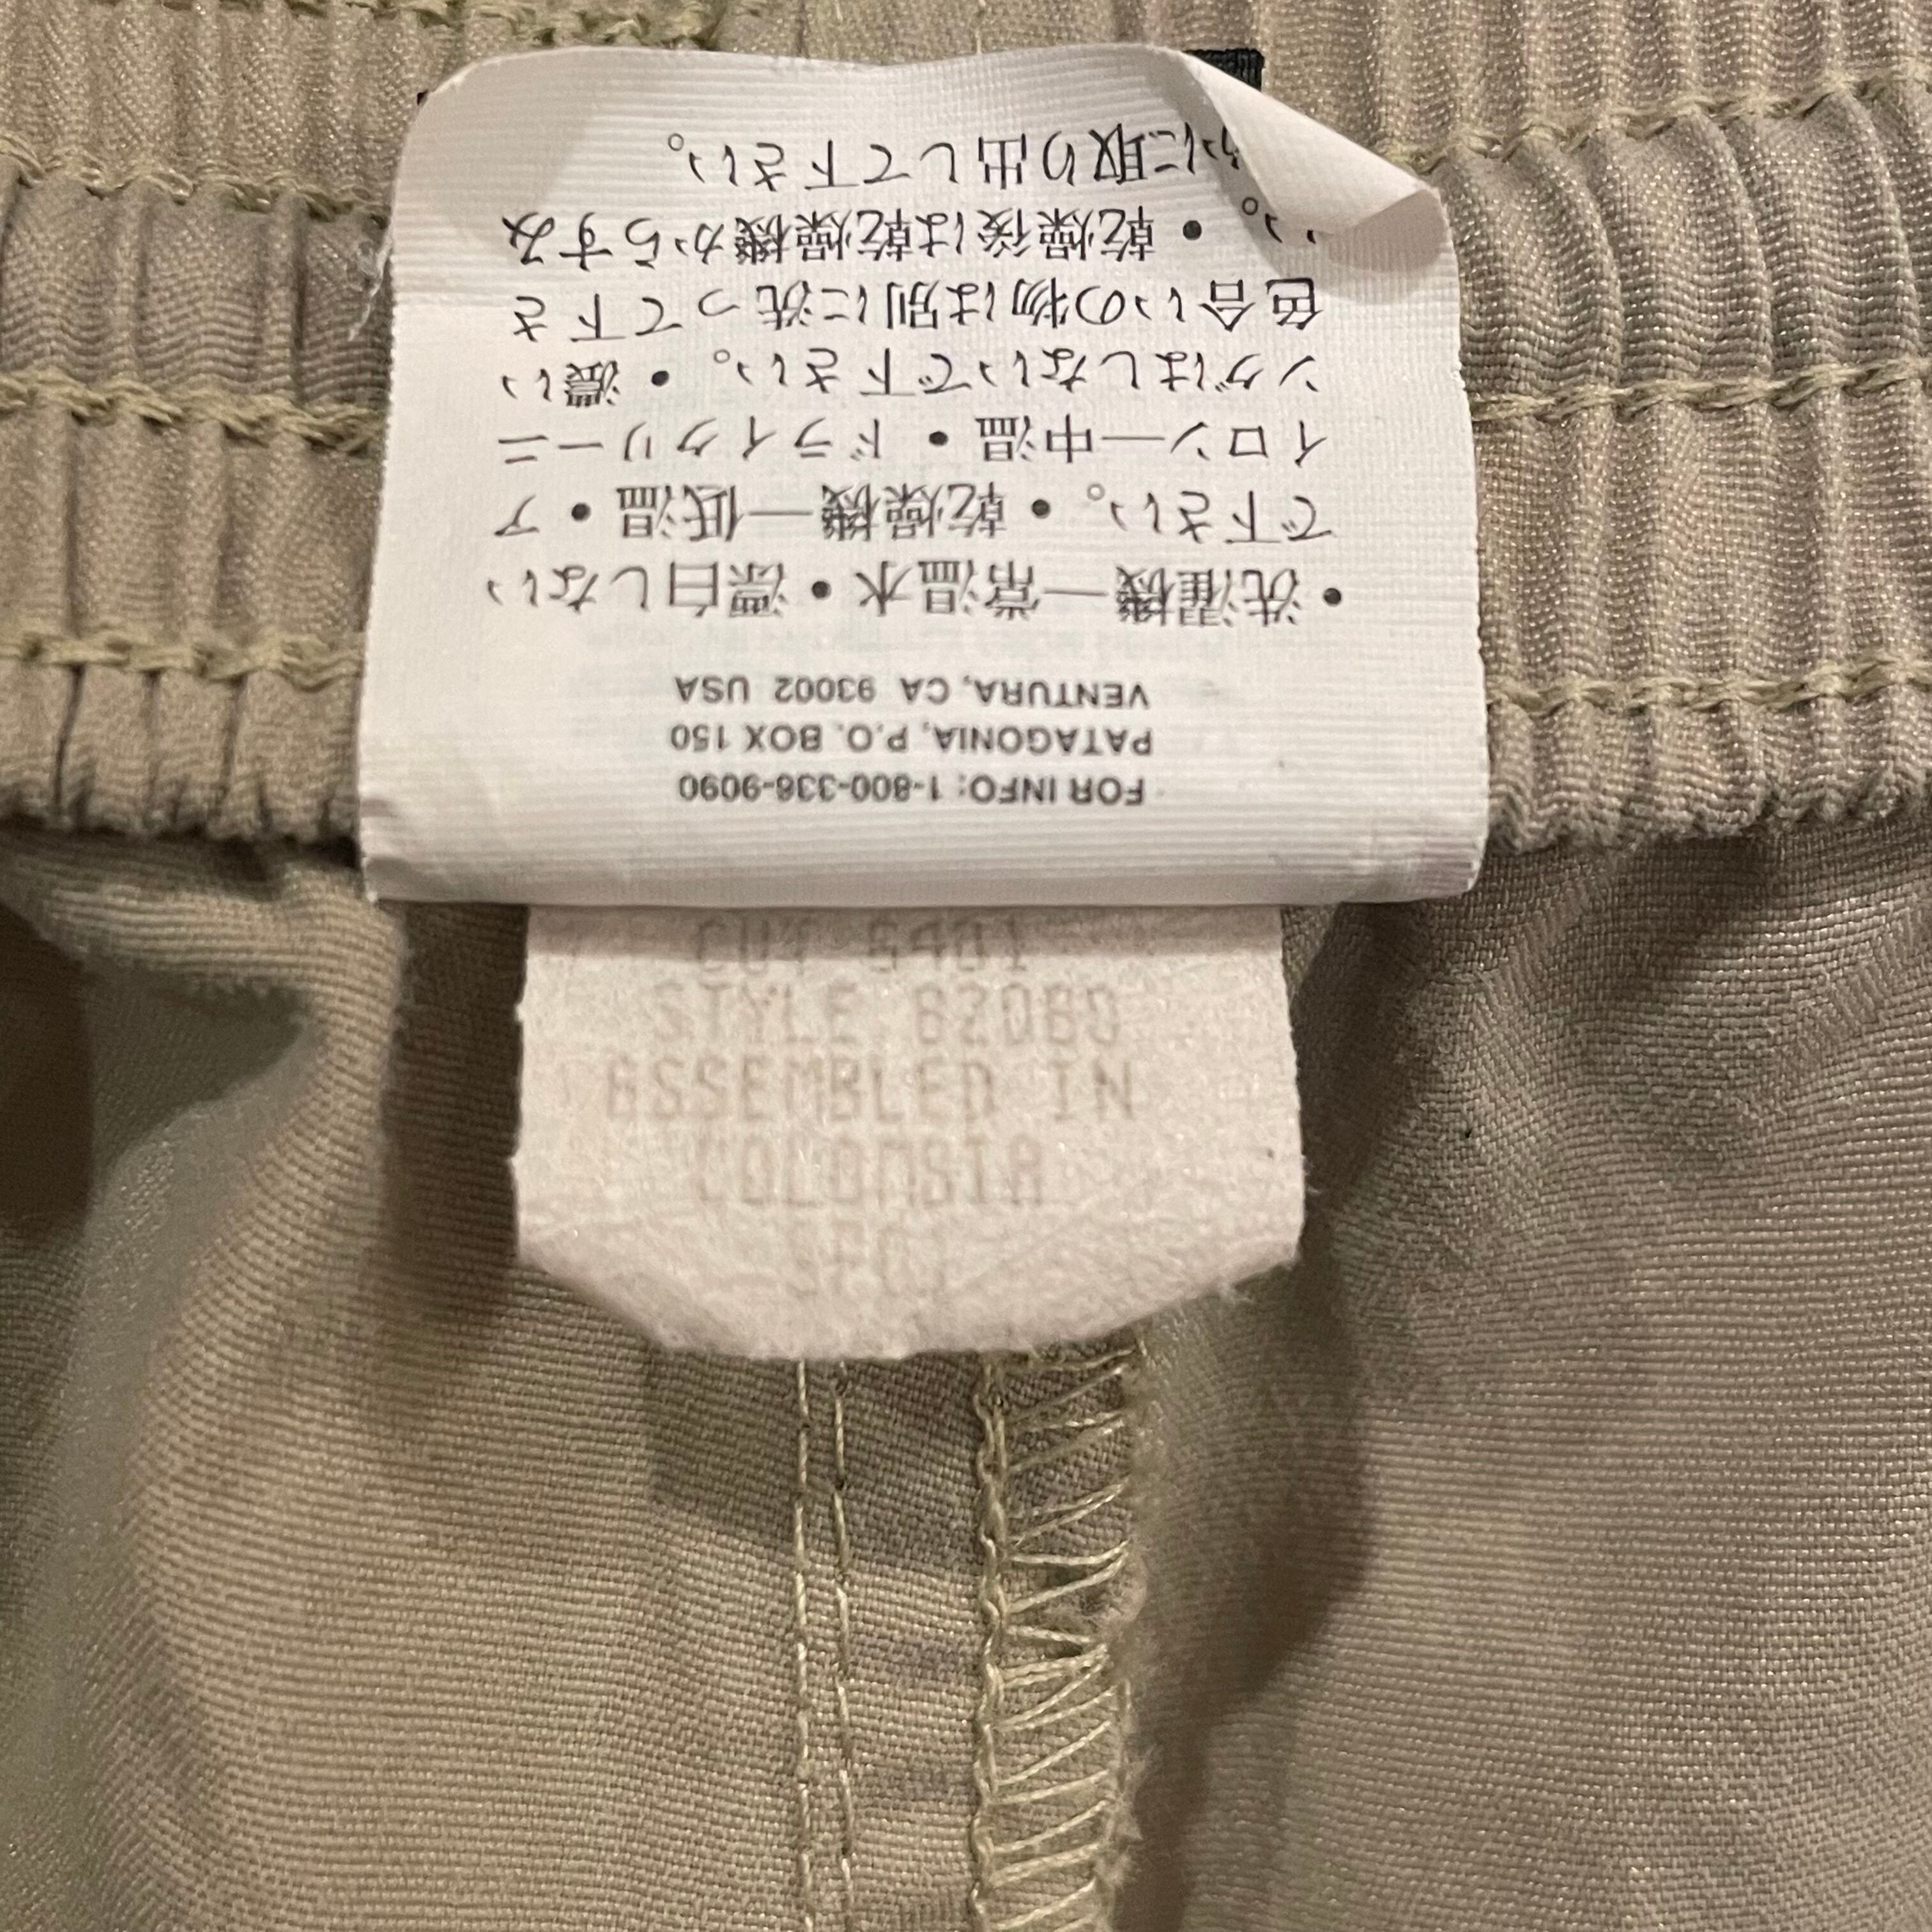 FOR INFO: 1-800-336-9090
PATAGONIA, P.O. BOX 150
VENTURA, CA 93002 USA
•洗濯機—常温水•漂白しない
で下さい。•乾燥機—低温•ア
イロン—中温•ドライクリーニ
ングはしないで下さい。•濃い
色合いの物は別に洗って下さ
い。•乾燥後は乾燥機からすみ
やかに取り出して下さい。
CUT 5401
STYLE
ASSEMBLED IN
COLOMBIA